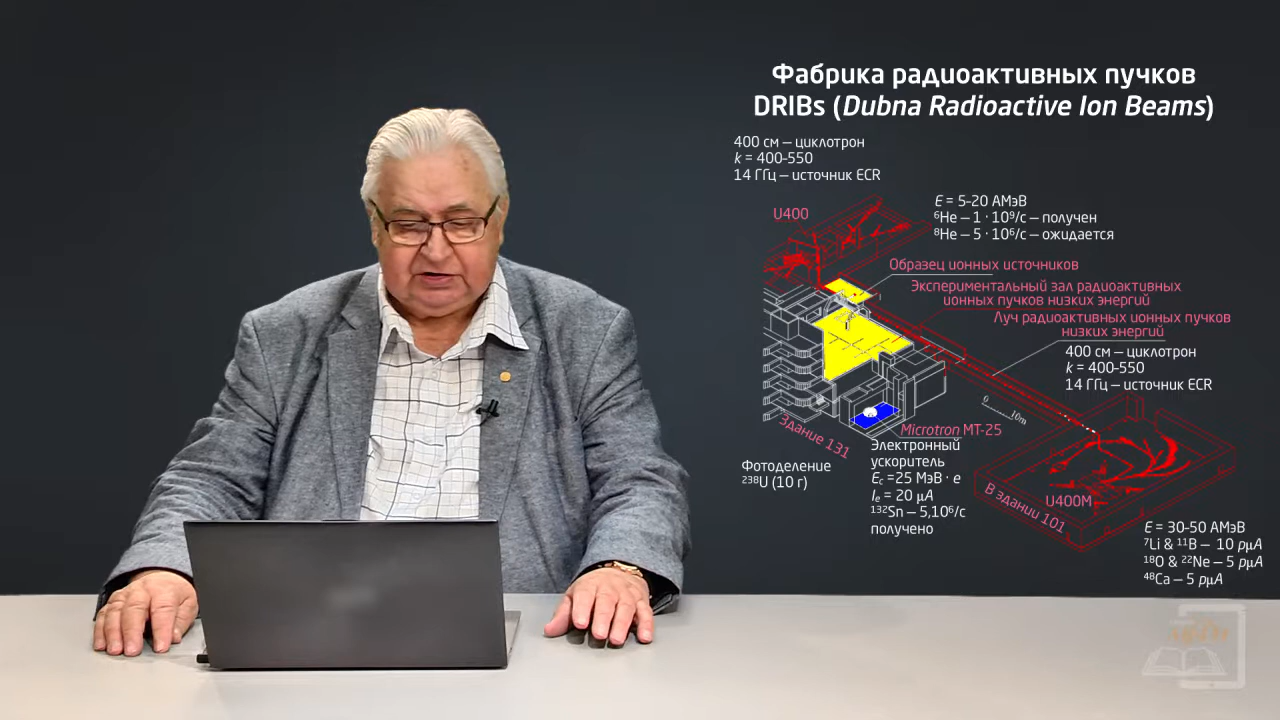 Фабрика радиоактивных пучков
DRIBs (Dubna Radioactive Ion Beams)
400 см — циклотрон
k = 400-550
14 ГГц — источник ECR
E = 5-20 АМэВ
⁶He — 1 · 10⁹/с — получен
⁸He — 5 · 10⁶/с — ожидается
U400
Образец ионных источников
Экспериментальный зал радиоактивных
ионных пучков низких энергий
Луч радиоактивных ионных пучков
низких энергий
400 см — циклотрон
k = 400-550
14 ГГц — источник ECR
0 10m
Microtron MT-25
Здание 131
Электронный
ускоритель
Ec =25 МэВ · e
Ie = 20 μA
¹³²Sn — 5,10⁶/с
получено
Фотоделение
²³⁸U (10 г)
U400M
В здании 101
E = 30-50 АМэВ
⁷Li & ¹¹B — 10 pμA
¹⁸O & ²²Ne — 5 pμA
⁴⁸Ca — 5 pμA